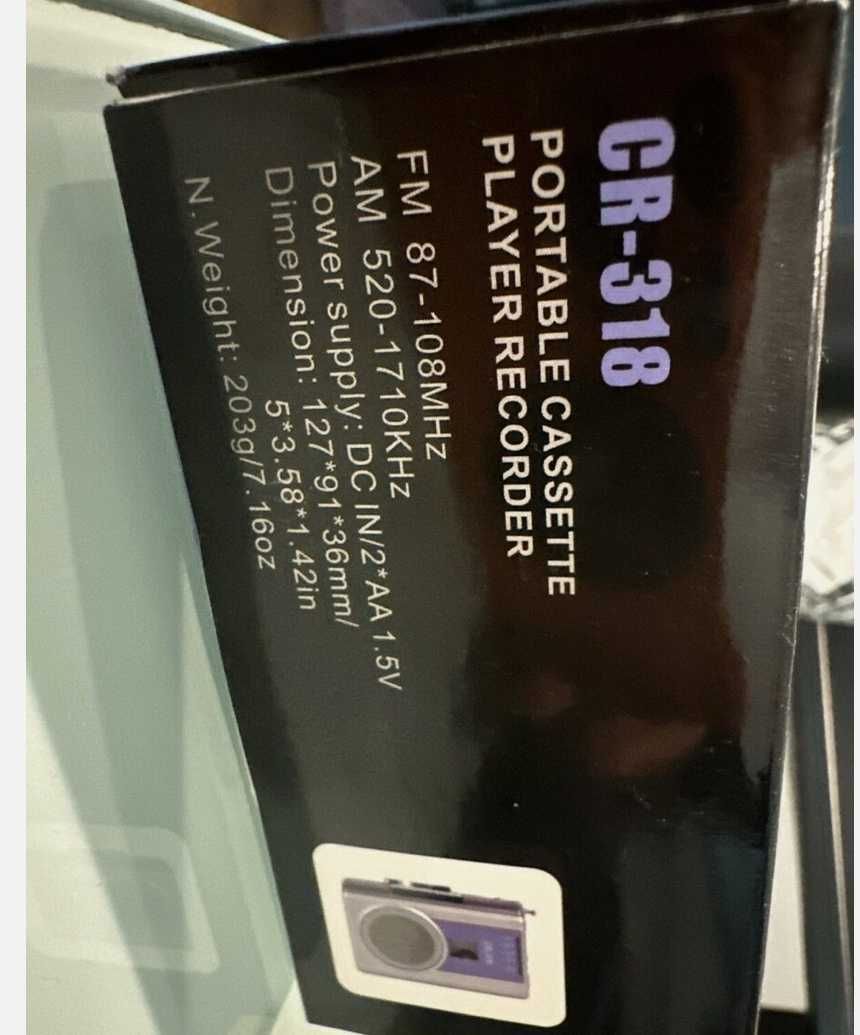 CR-318
PORTABLE CASSETTE
PLAYER RECORDER
FM 87-108MHz
AM 520-1710KHz
Power supply: DC IN/2*AA 1.5V
Dimension: 127*91*36mm/
5*3.58*1.42in
N.Weight: 203g/7.16oz